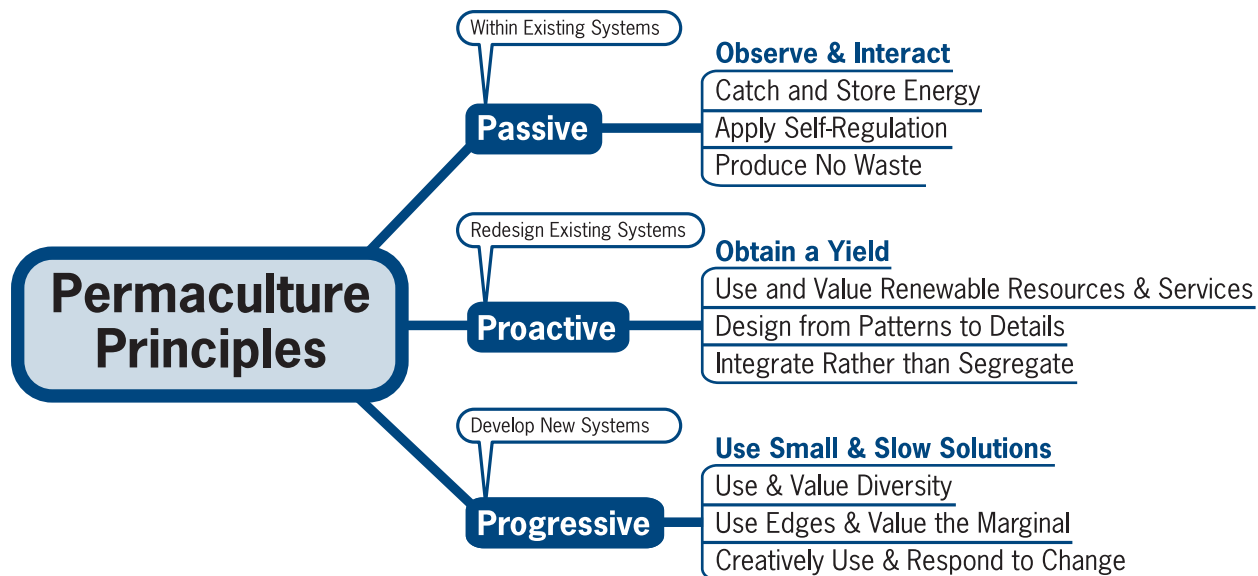 Permaculture
Principles
Within Existing Systems
Passive
Observe & Interact
Catch and Store Energy
Apply Self-Regulation
Produce No Waste
Redesign Existing Systems
Proactive
Obtain a Yield
Use and Value Renewable Resources & Services
Design from Patterns to Details
Integrate Rather than Segregate
Develop New Systems
Progressive
Use Small & Slow Solutions
Use & Value Diversity
Use Edges & Value the Marginal
Creatively Use & Respond to Change